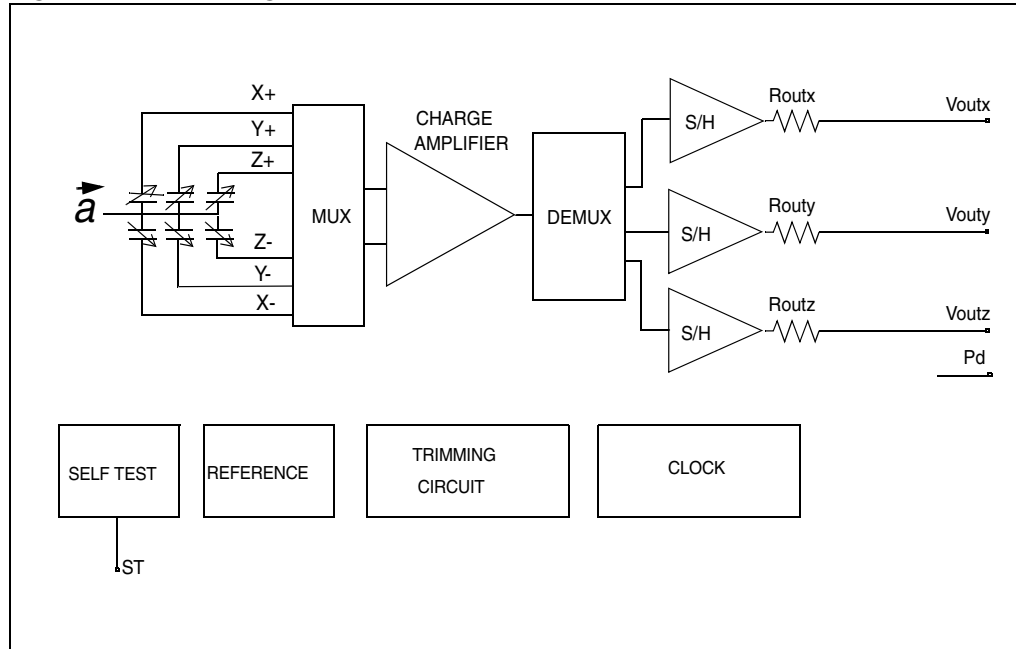 X+
Y+
Z+
a
Z-
Y-
X-
MUX
CHARGE
AMPLIFIER
DEMUX
S/H
Routx
Voutx
S/H
Routy
Vouty
S/H
Routz
Voutz
Pd
SELF TEST
REFERENCE
TRIMMING
CIRCUIT
CLOCK
ST